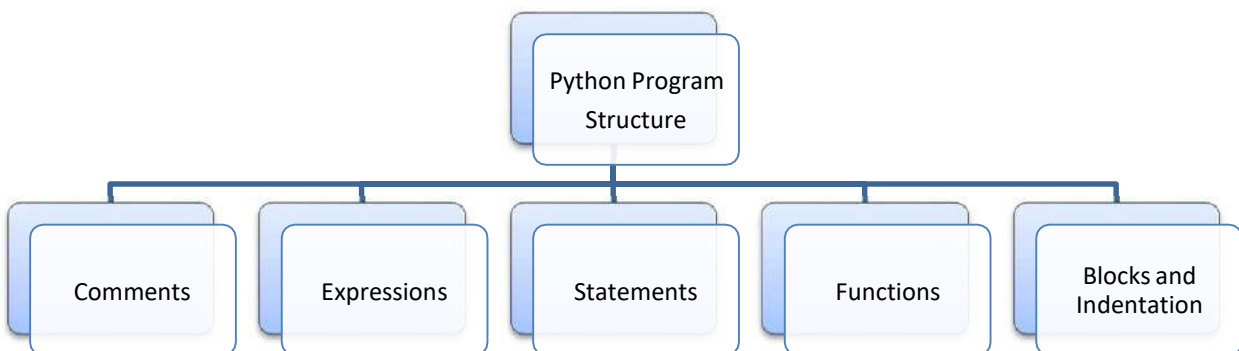 Python Program
Structure
Comments
Expressions
Statements
Functions
Blocks and
Indentation